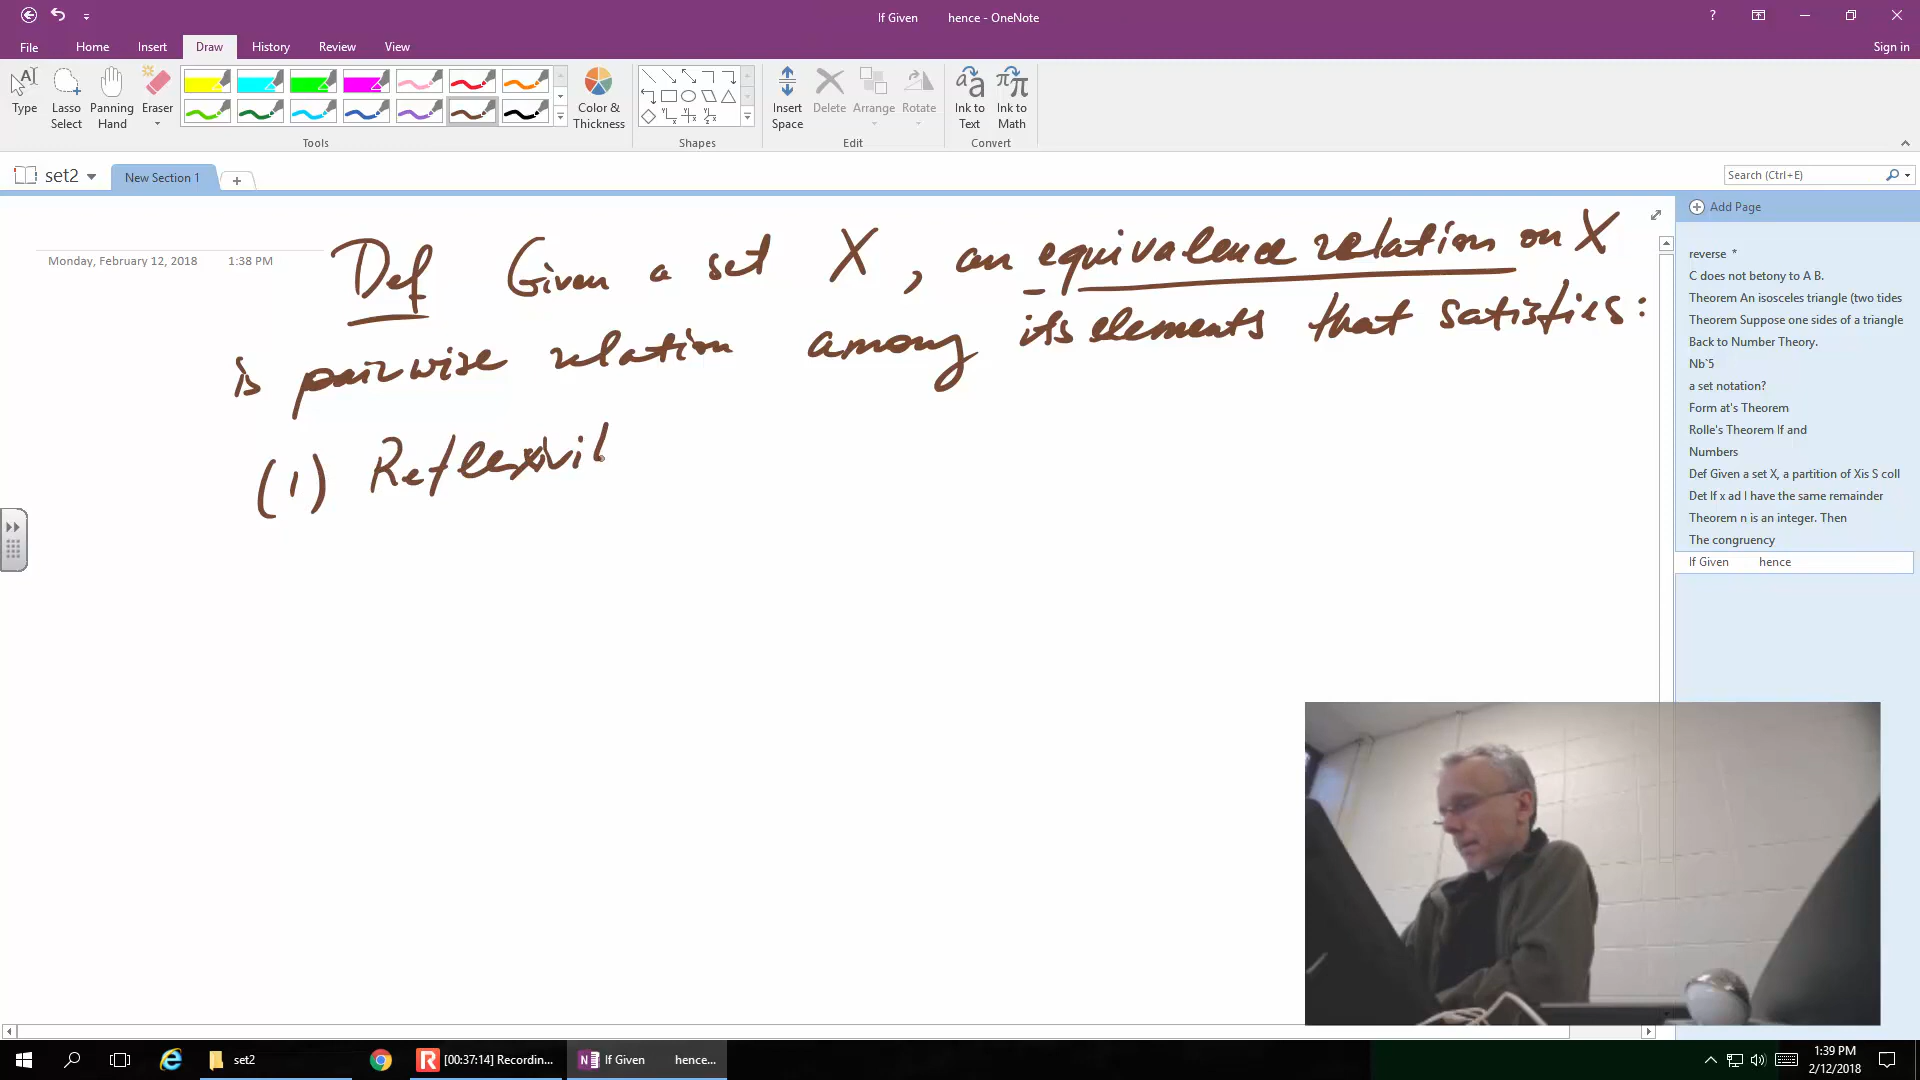 If Given hence - OneNote
?
File Home Insert Draw History Review View
Sign in
Type
Lasso Select
Panning Hand
Eraser
Color & Thickness
Insert Space
Delete
Arrange
Rotate
Ink to Text
Ink to Math
Tools
Shapes
Edit
Convert
set2
New Section 1
Search (Ctrl+E)
Monday, February 12, 2018 1:38 PM
Def Given a set X, an equivalence relation on X
is pairwise relation among its elements that satisfies:
(1) Reflexivi
Add Page
reverse *
C does not betony to A B.
Theorem An isosceles triangle (two tides
Theorem Suppose one sides of a triangle
Back to Number Theory.
Nb`5
a set notation?
Form at's Theorem
Rolle's Theorem If and
Numbers
Def Given a set X, a partition of Xis S coll
Det If x ad I have the same remainder
Theorem n is an integer. Then
The congruency
If Given hence
set2
[00:37:14] Recordin...
If Given hence...
1:39 PM
2/12/2018